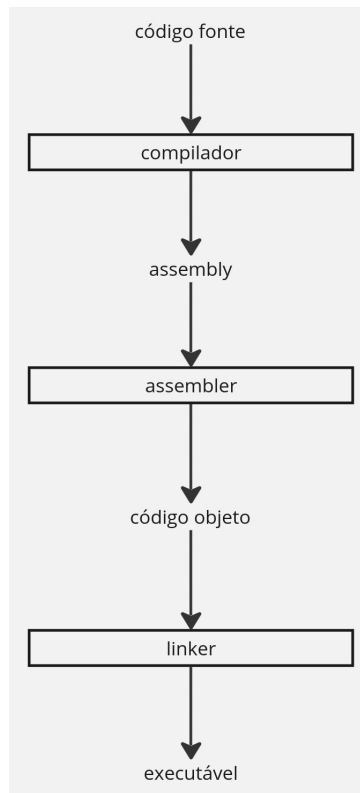 código fonte
compilador
assembly
assembler
código objeto
linker
executável